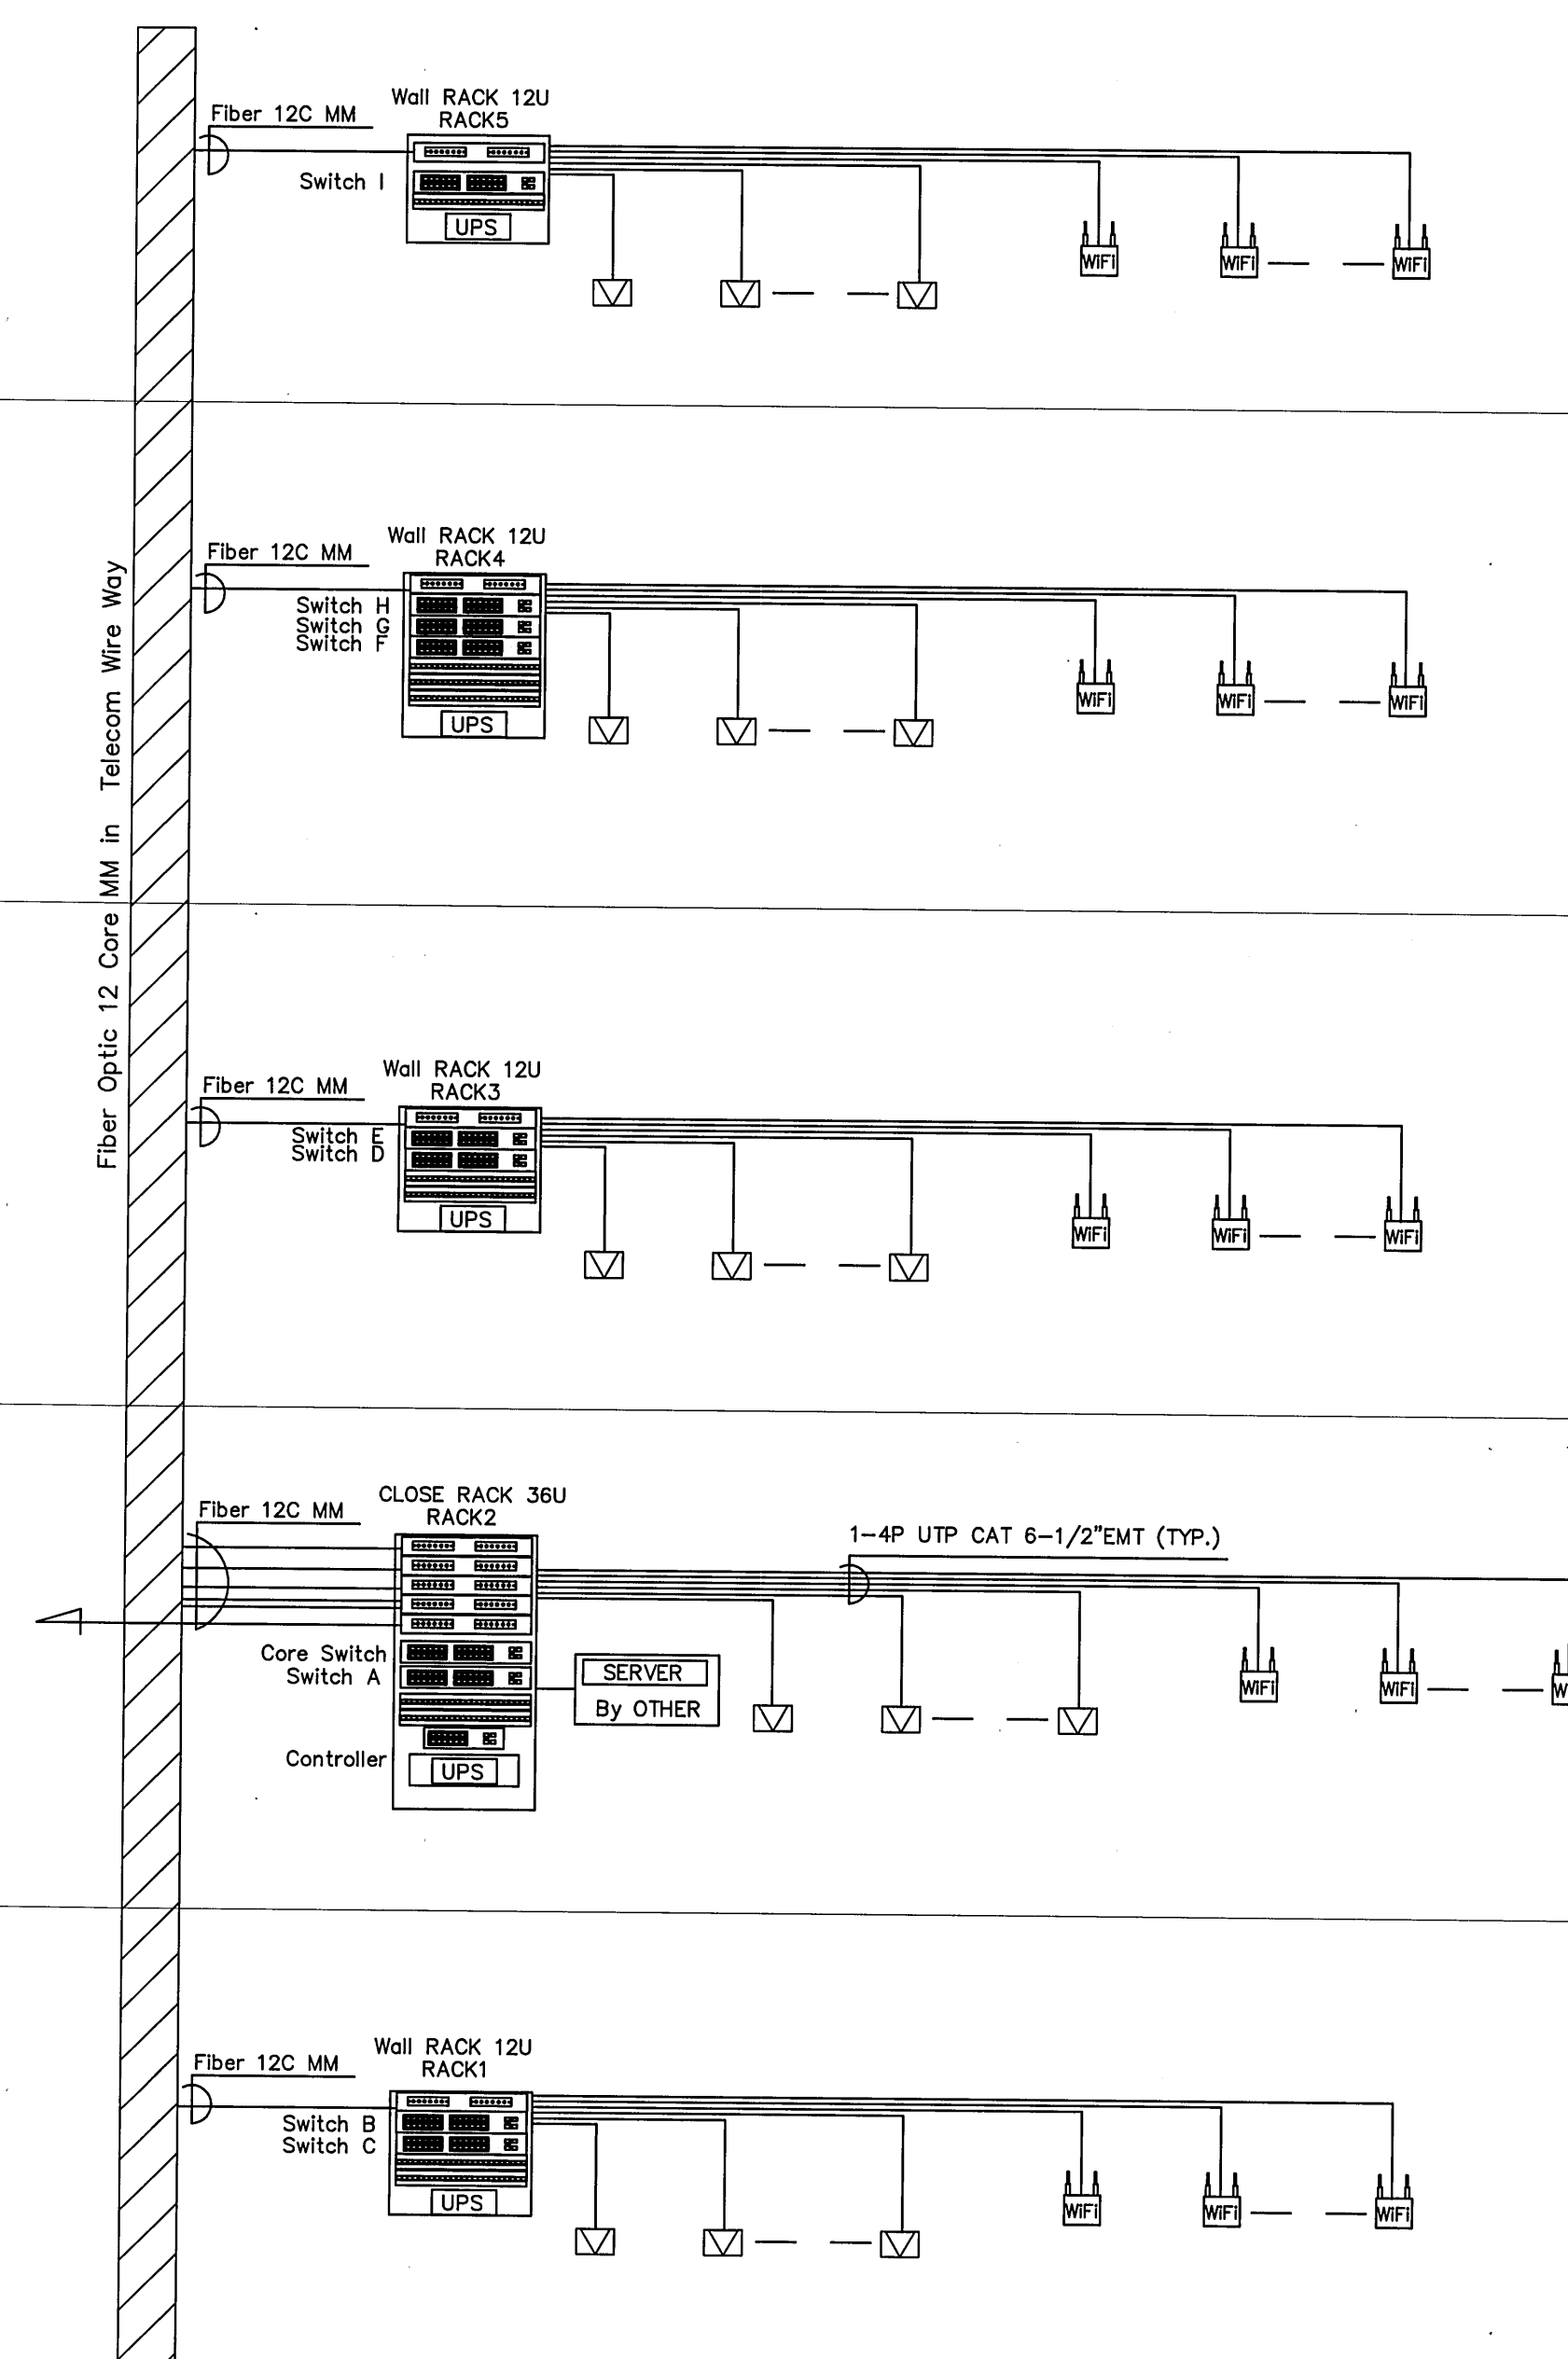 Wall RACK 12U
RACK5
Fiber 12C MM
Switch I
UPS
WiFi
WiFi
WiFi
Wall RACK 12U
RACK4
Fiber 12C MM
Switch H
Switch G
Switch F
UPS
WiFi
WiFi
WiFi
Fiber Optic 12 Core MM in Telecom Wire Way
Wall RACK 12U
RACK3
Fiber 12C MM
Switch E
Switch D
UPS
WiFi
WiFi
WiFi
CLOSE RACK 36U
RACK2
Fiber 12C MM
1-4P UTP CAT 6-1/2"EMT (TYP.)
Core Switch
Switch A
SERVER
By OTHER
Controller
UPS
WiFi
WiFi
Wall RACK 12U
RACK1
Fiber 12C MM
Switch B
Switch C
UPS
WiFi
WiFi
WiFi